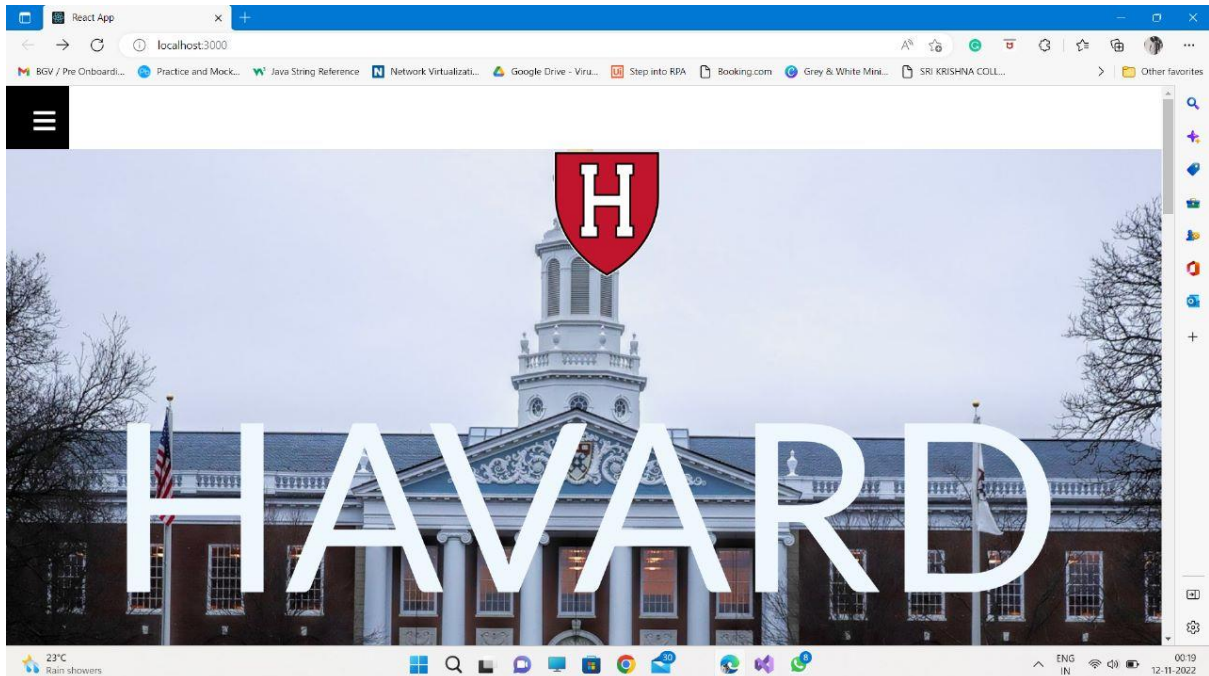 React App
localhost:3000
BGV / Pre Onboardi... Practice and Mock... Java String Reference Network Virtualizati... Google Drive - Viru... Step into RPA Booking.com Grey & White Mini... SRI KRISHNA COLL... Other favorites
H
HAVARD
23°C
Rain showers
30
8
ENG
IN
00:19
12-11-2022